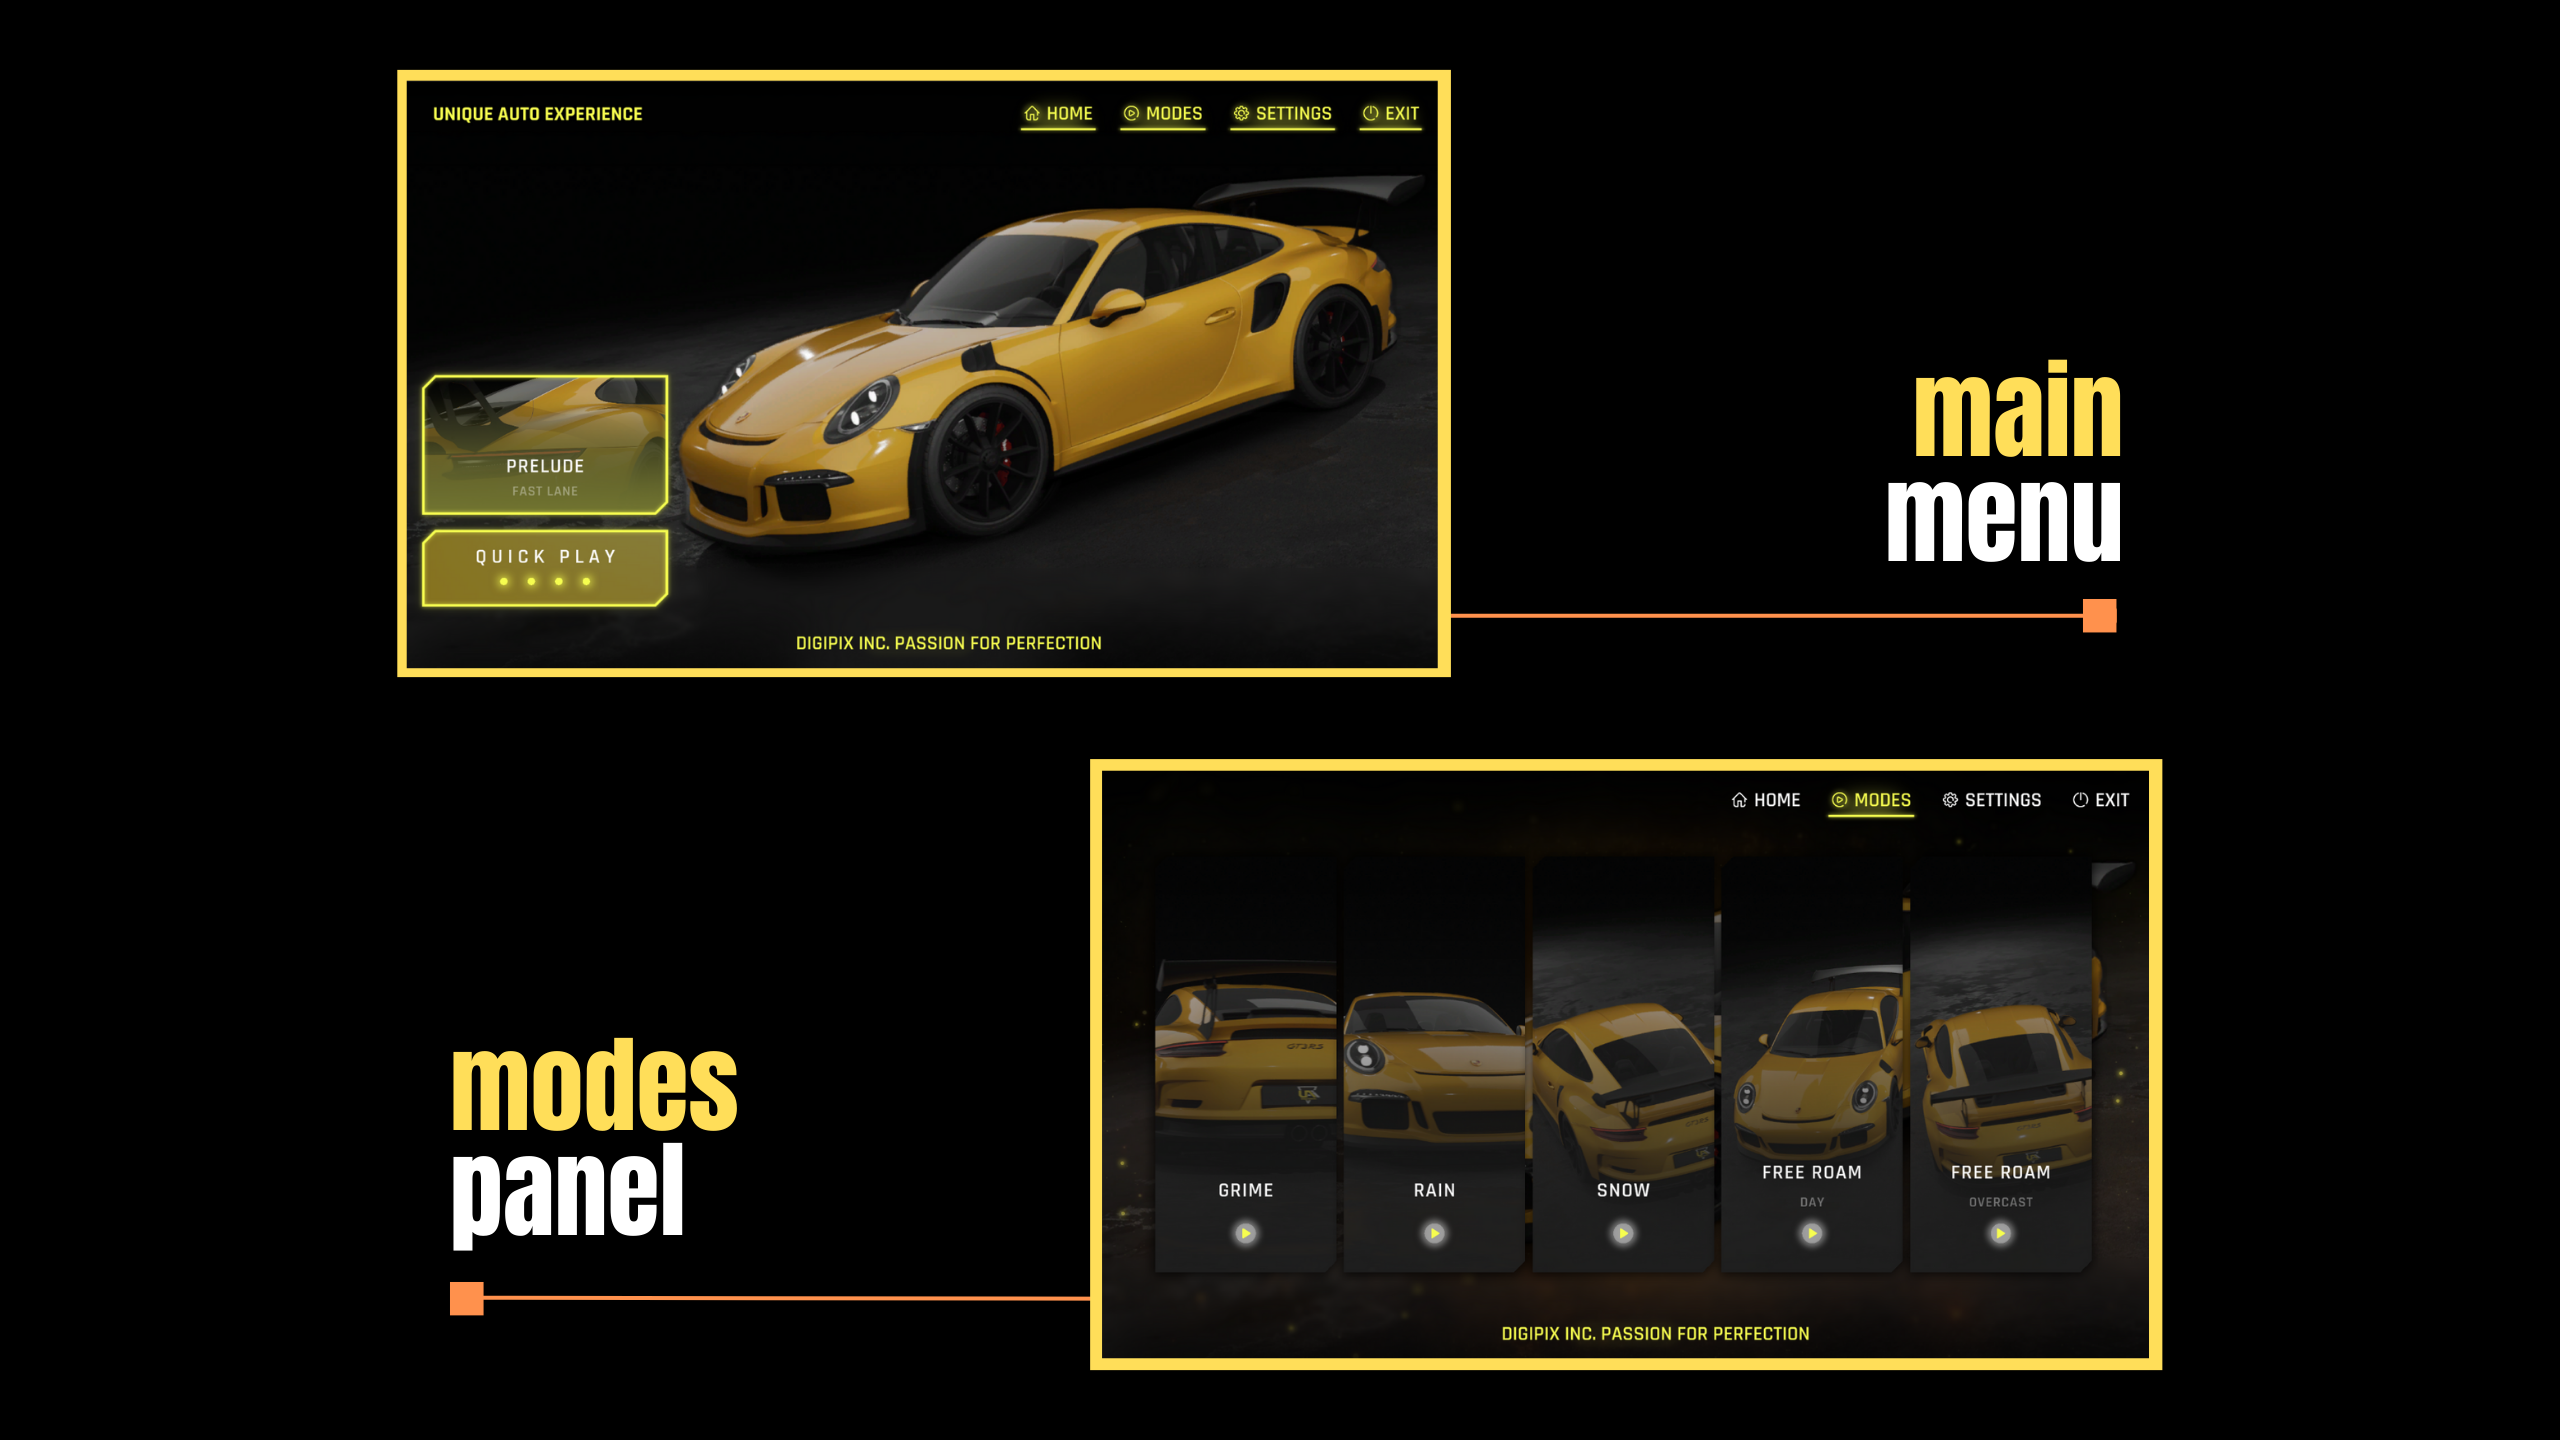 UNIQUE AUTO EXPERIENCE
HOME MODES SETTINGS EXIT
PRELUDE
FAST LANE
QUICK PLAY
DIGIPIX INC. PASSION FOR PERFECTION
main
menu
HOME MODES SETTINGS EXIT
GT3RS
GRIME
RAIN
SNOW
FREE ROAM
DAY
FREE ROAM
OVERCAST
DIGIPIX INC. PASSION FOR PERFECTION
modes
panel